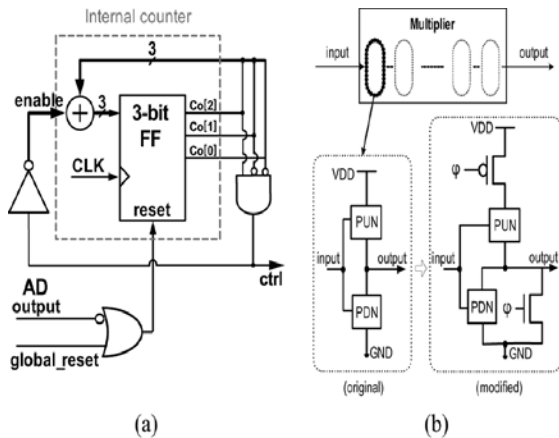 Internal counter
3
enable
3
+
3-bit
FF
Co[2]
Co[1]
Co[0]
CLK
reset
ctrl
AD
output
global_reset
(a)
(b)
Multiplier
input
output
VDD
PUN
input
output
PDN
GND
(original)
VDD
φ
PUN
input
output
PDN
φ
GND
(modified)